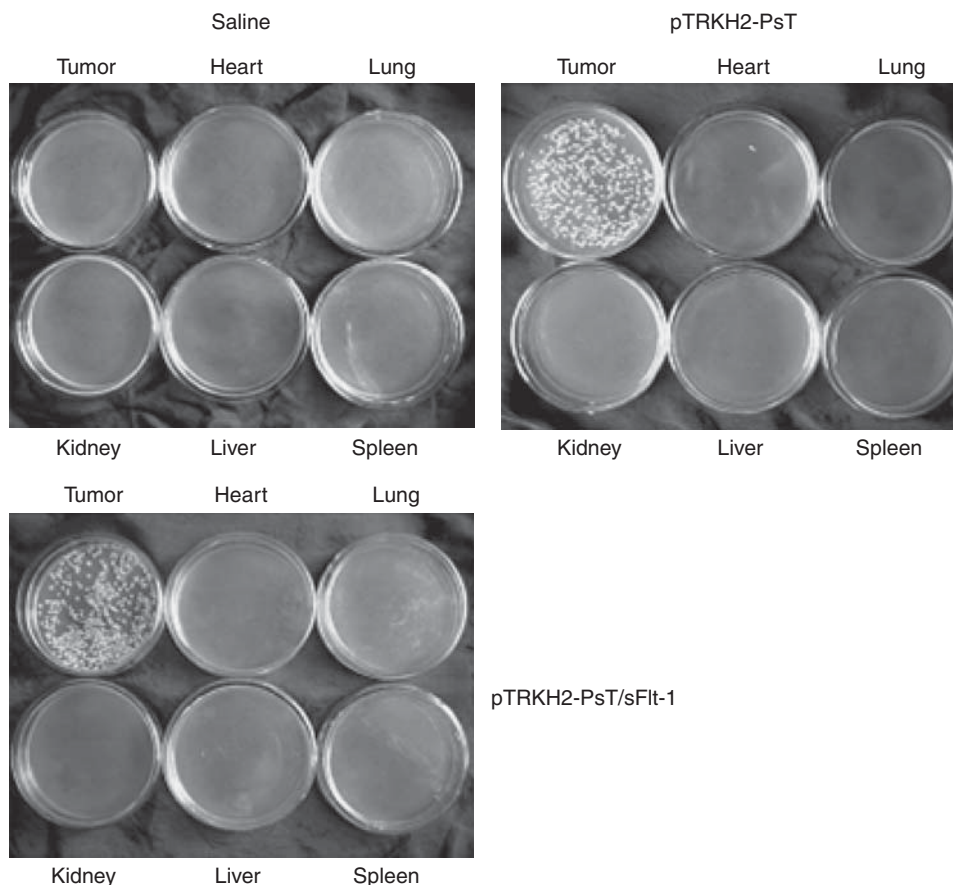 Saline
Tumor Heart Lung
Kidney Liver Spleen
pTRKH2-PsT
Tumor Heart Lung
Kidney Liver Spleen
Tumor Heart Lung
Kidney Liver Spleen
pTRKH2-PsT/sFlt-1